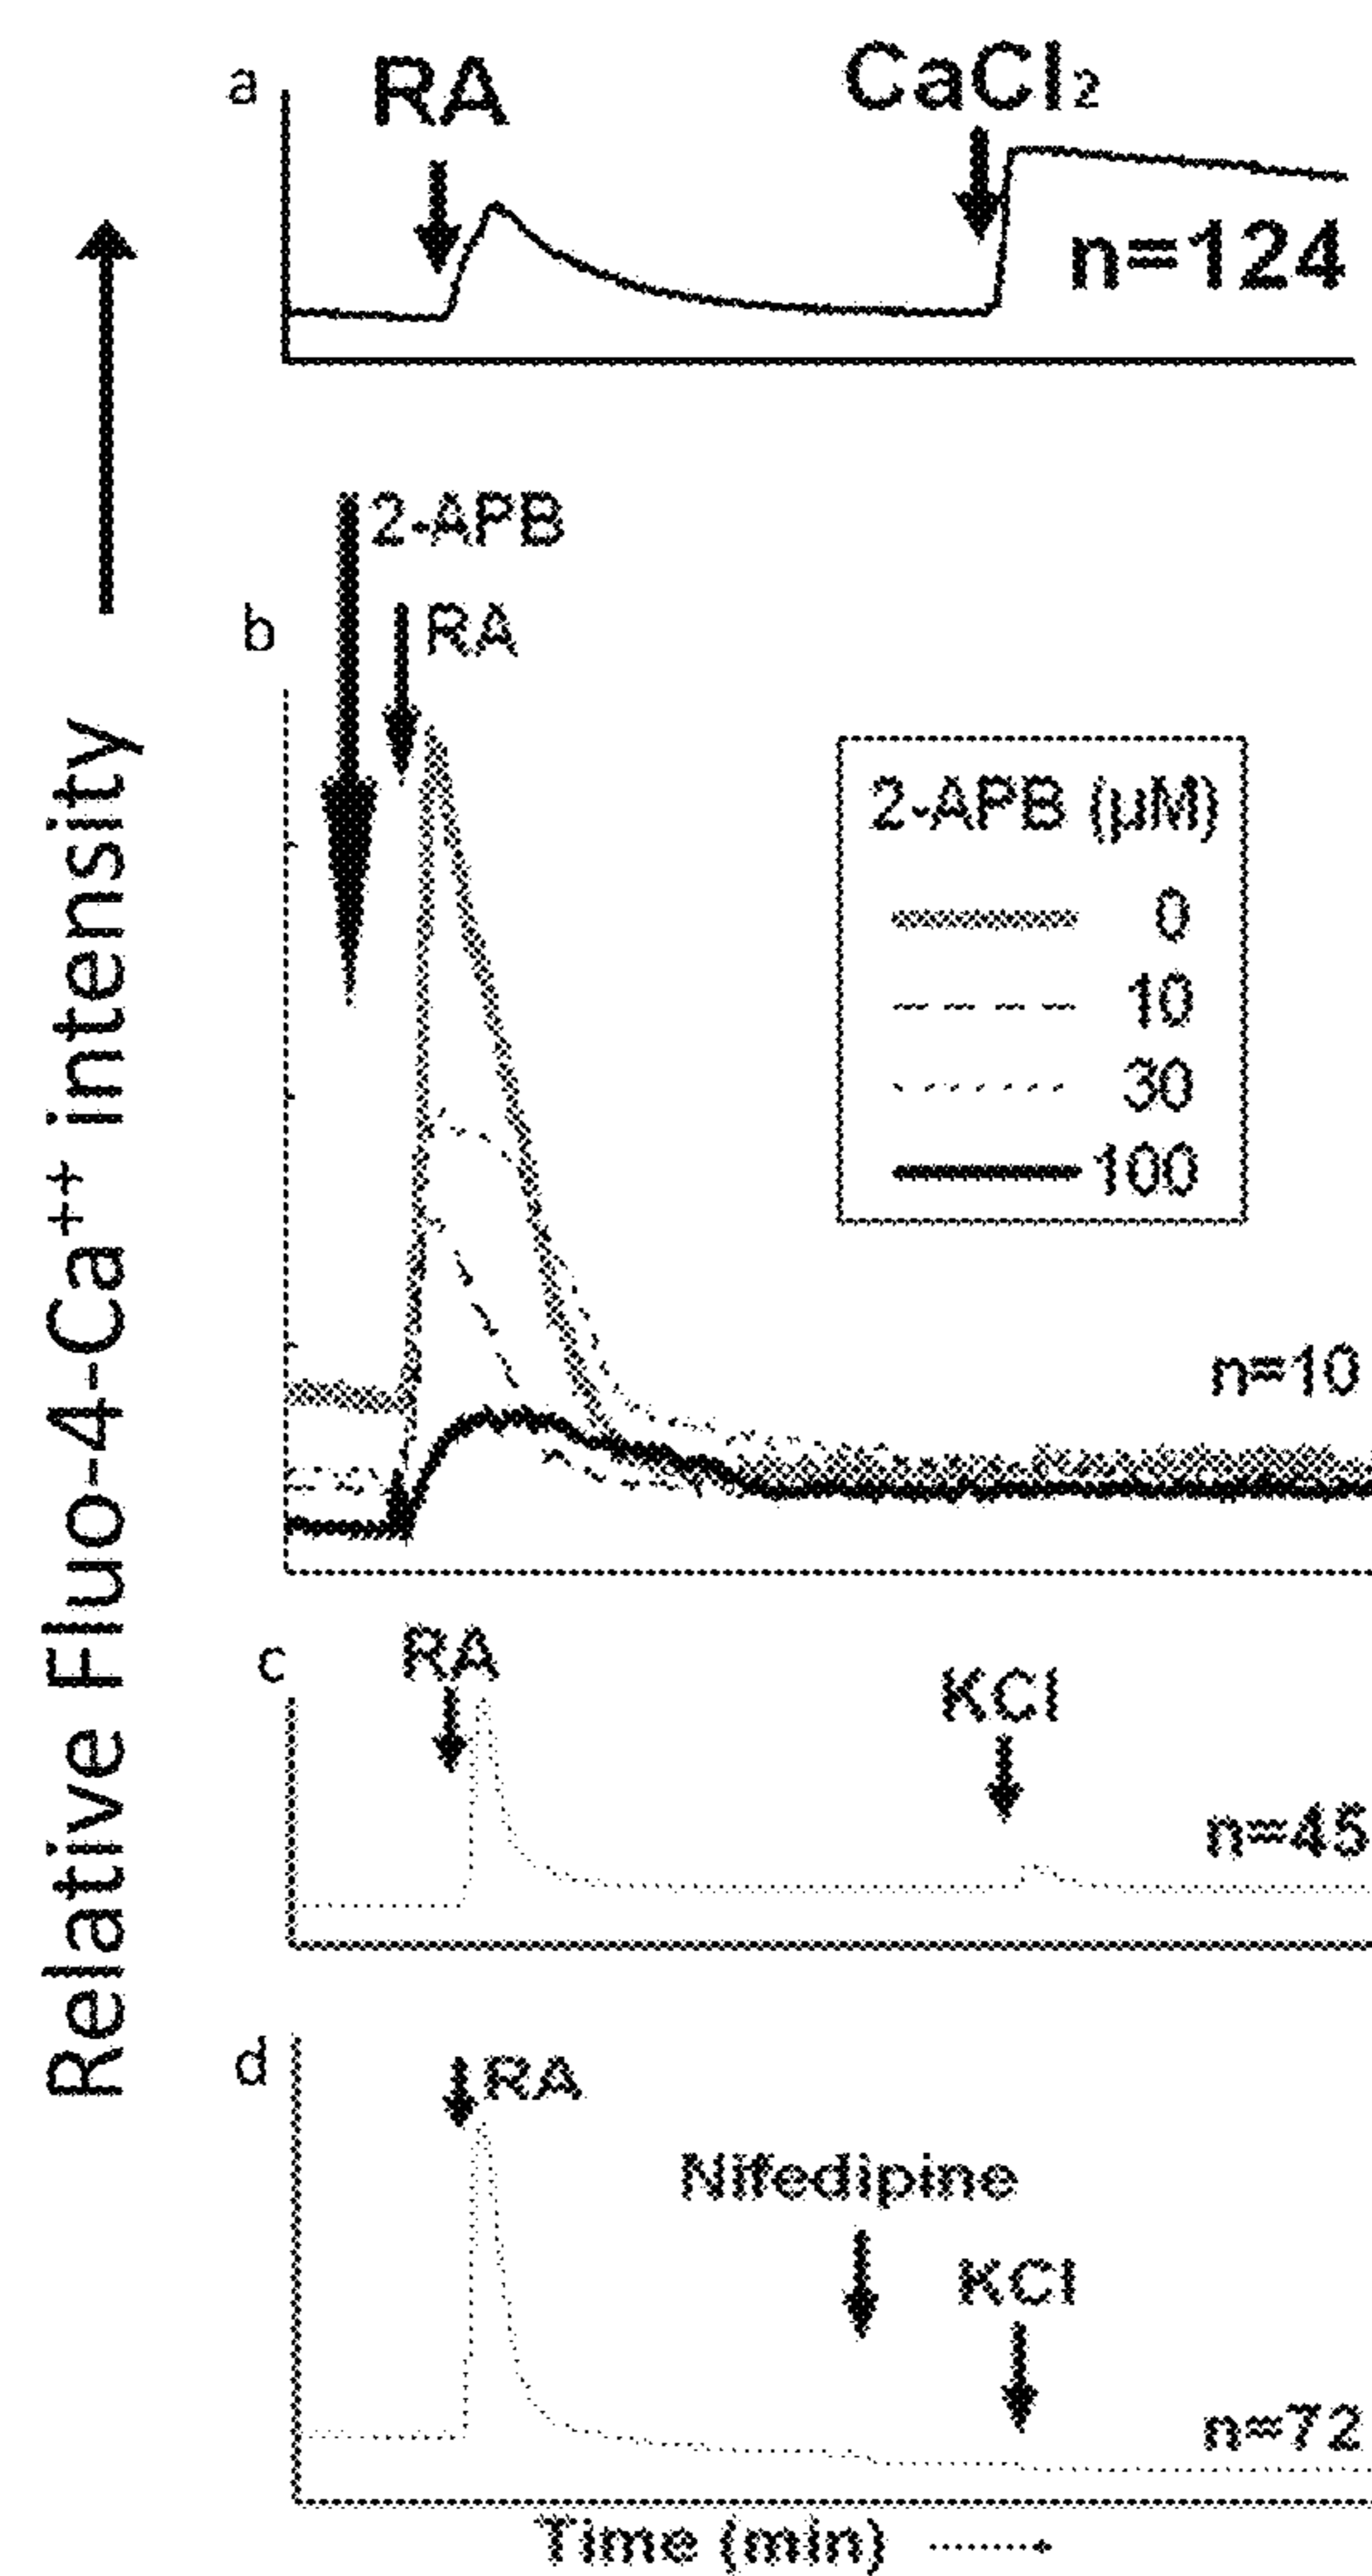 Relative Fluo-4-Ca⁺⁺ intensity
a
RA
CaCl₂
n=124
2-APB
b
RA
2-APB (µM)
0
10
30
100
n=10
c
RA
KCl
n=45
d
RA
Nifedipine
KCl
n=72
Time (min)